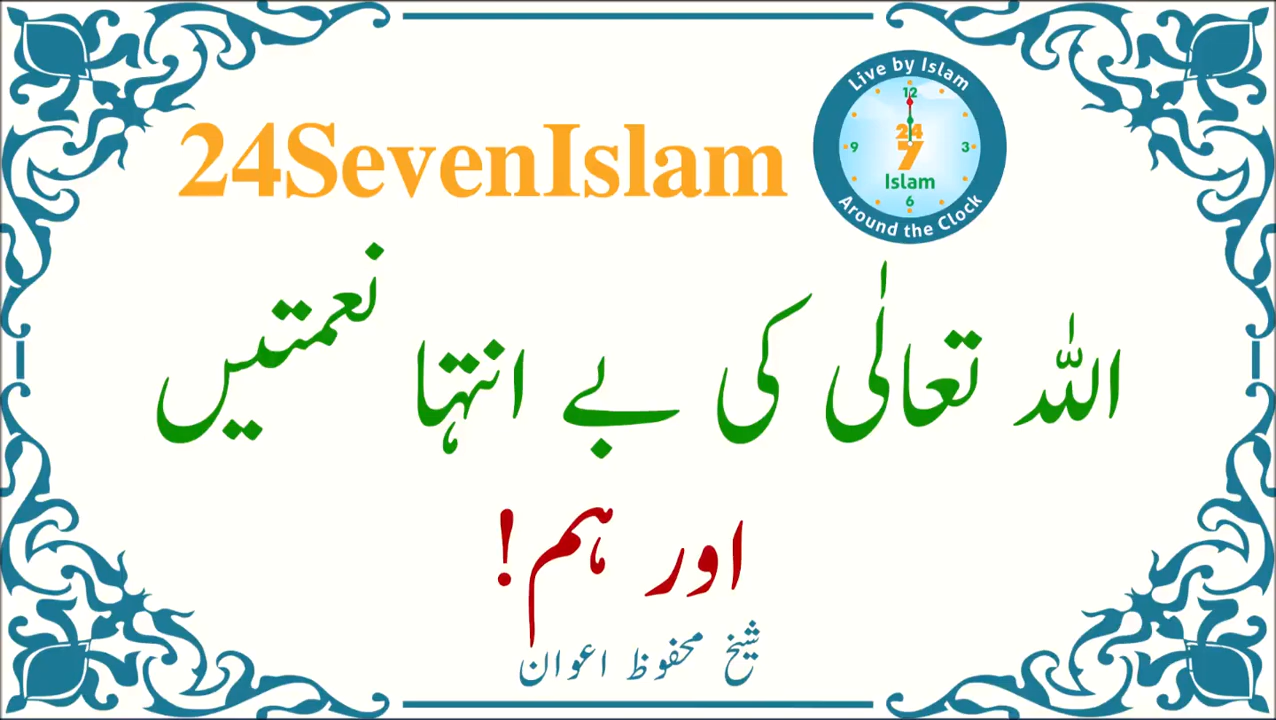 24SevenIslam
Live by Islam
12
9
3
24
7
Islam
6
Around the Clock
اللہ تعالٰی کی بے انتہا نعمتیں
اور ہم!
شیخ محفوظ اعوان